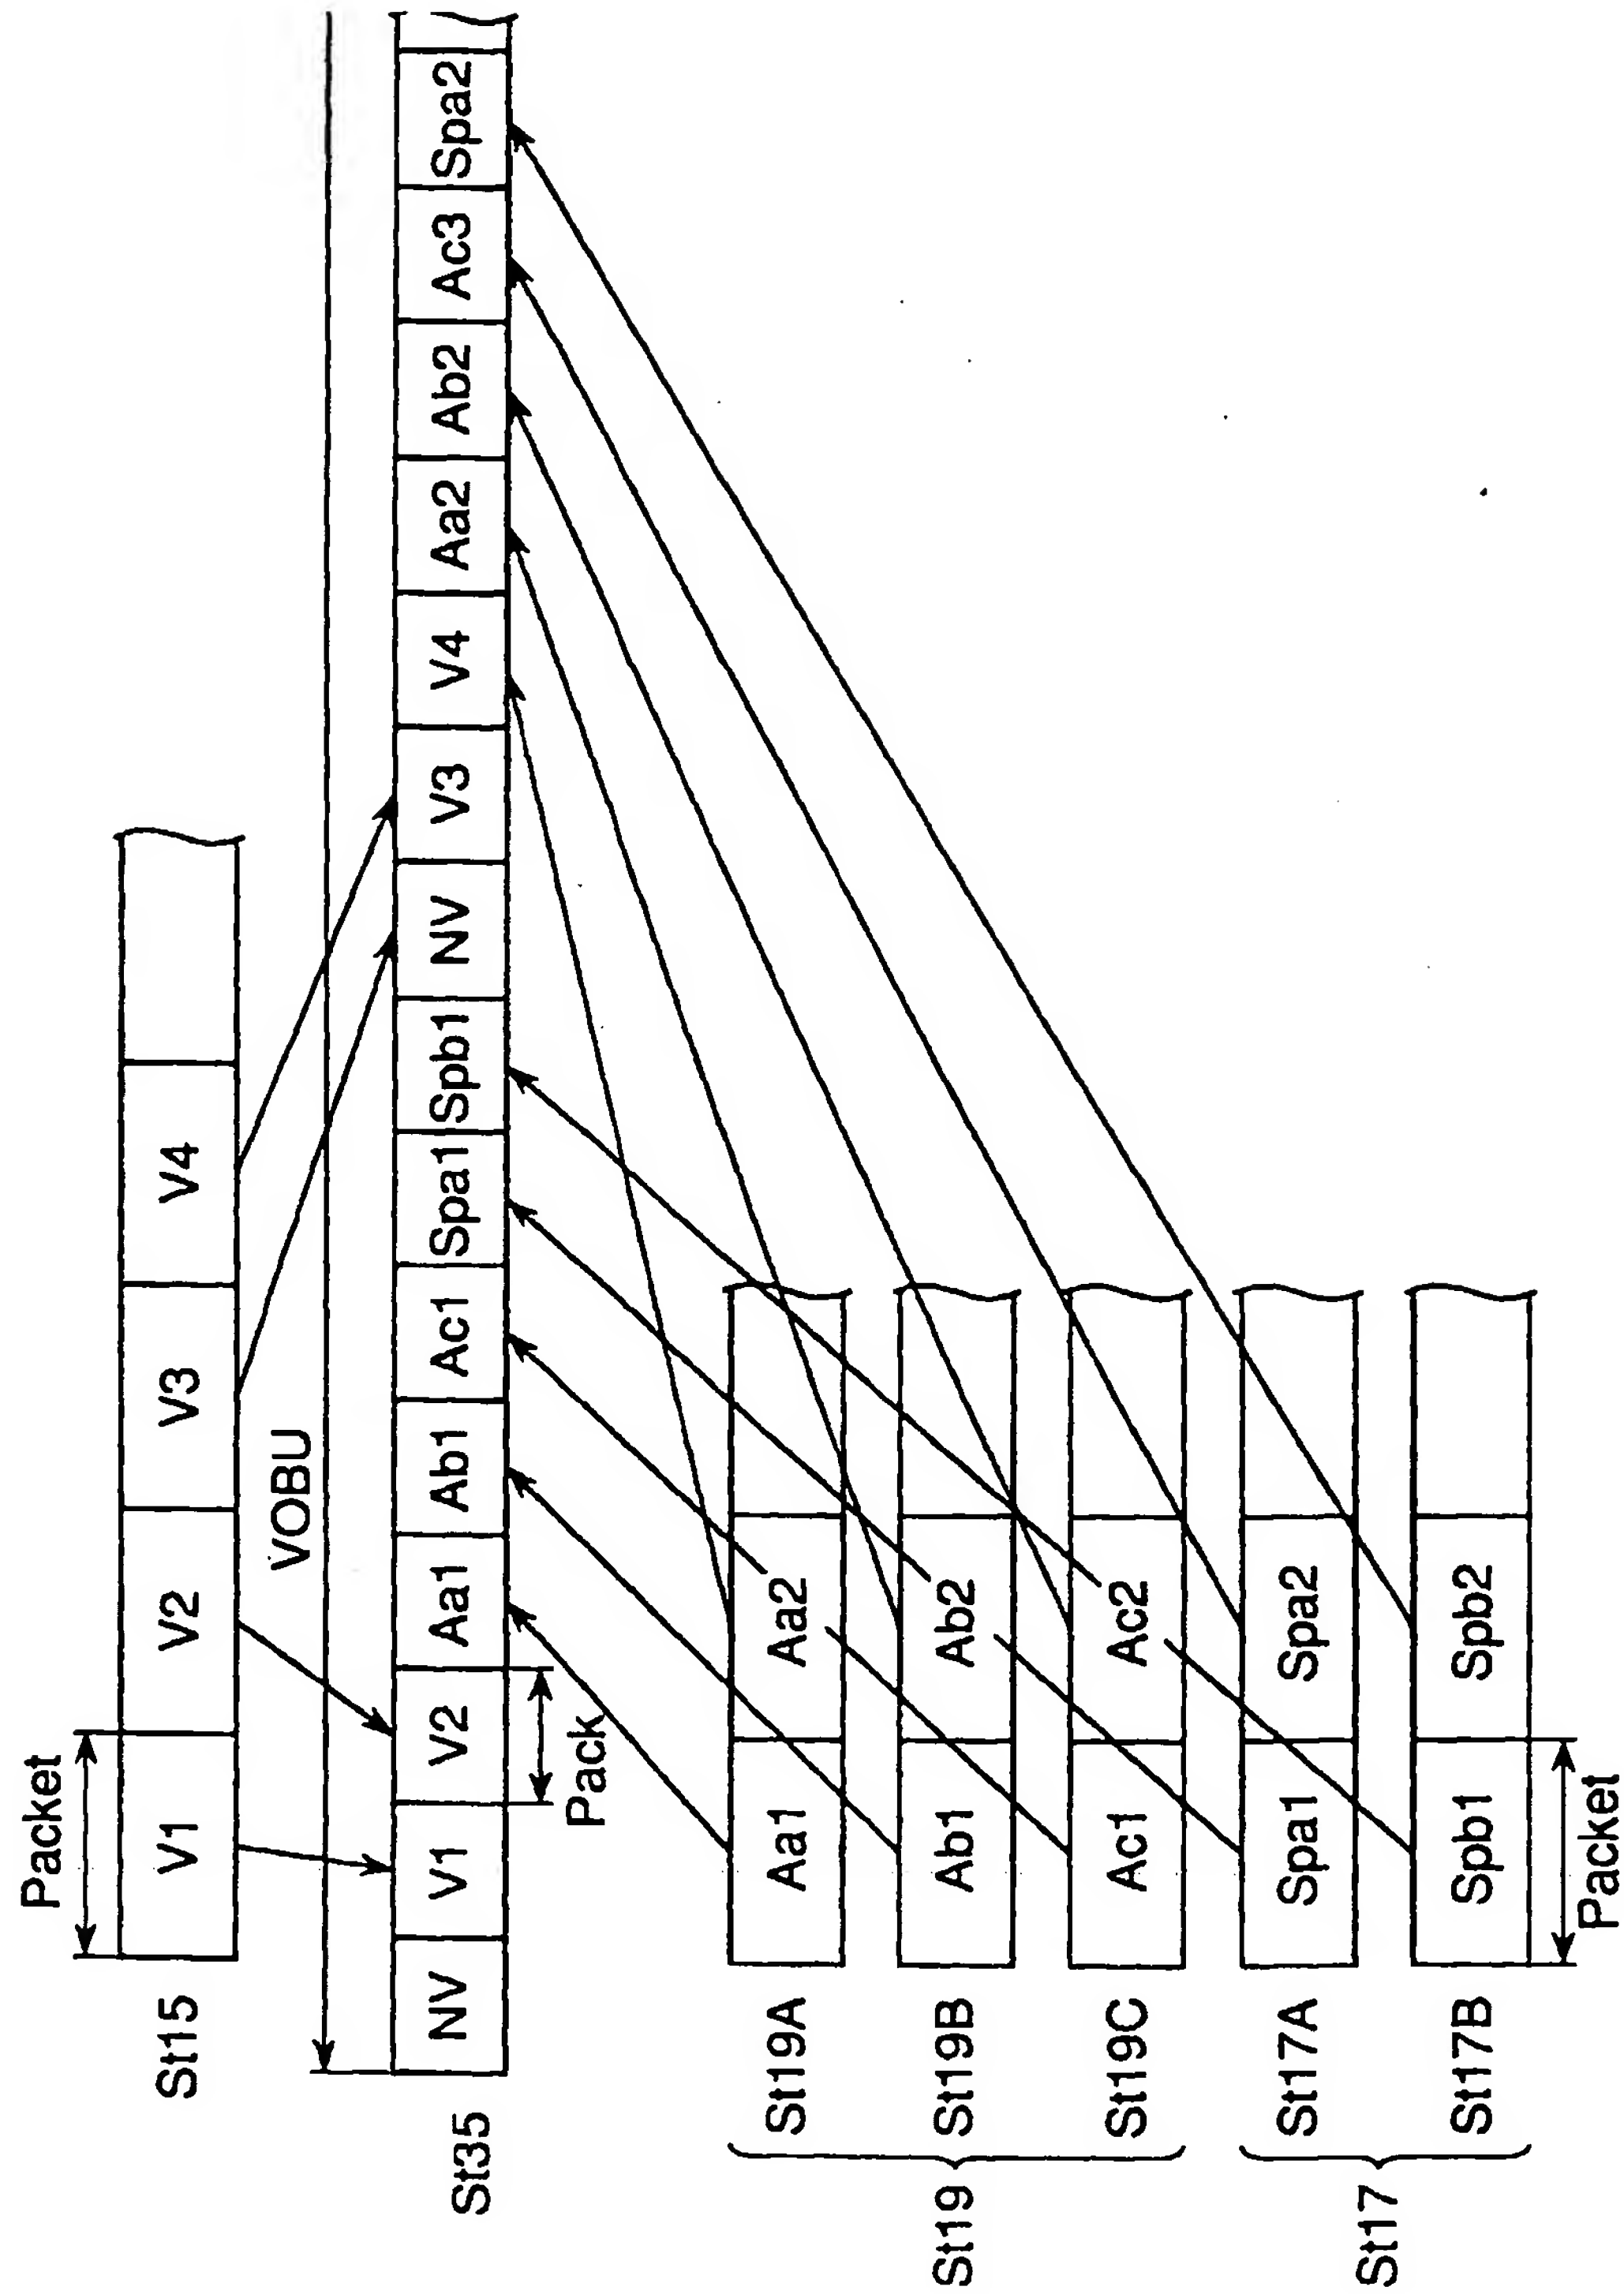 Packet
St15 V1 V2 V3 V4
VOBU
St35 NV V1 V2 Aa1 Ab1 Ac1 Spa1 Spb1 NV V3 V4 Aa2 Ab2 Ac3 Spa2
Pack
St19
St19A Aa1 Aa2
St19B Ab1 Ab2
St19C Ac1 Ac2
St17
St17A Spa1 Spa2
St17B Spb1 Spb2
Packet